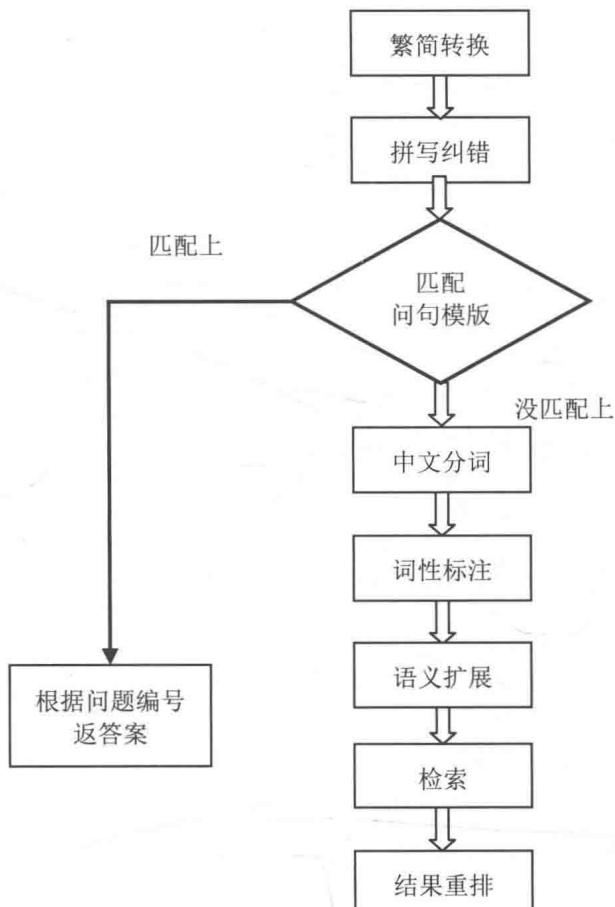 繁简转换
拼写纠错
匹配上
匹配
问句模版
没匹配上
中文分词
词性标注
语义扩展
根据问题编号
返答案
检索
结果重排